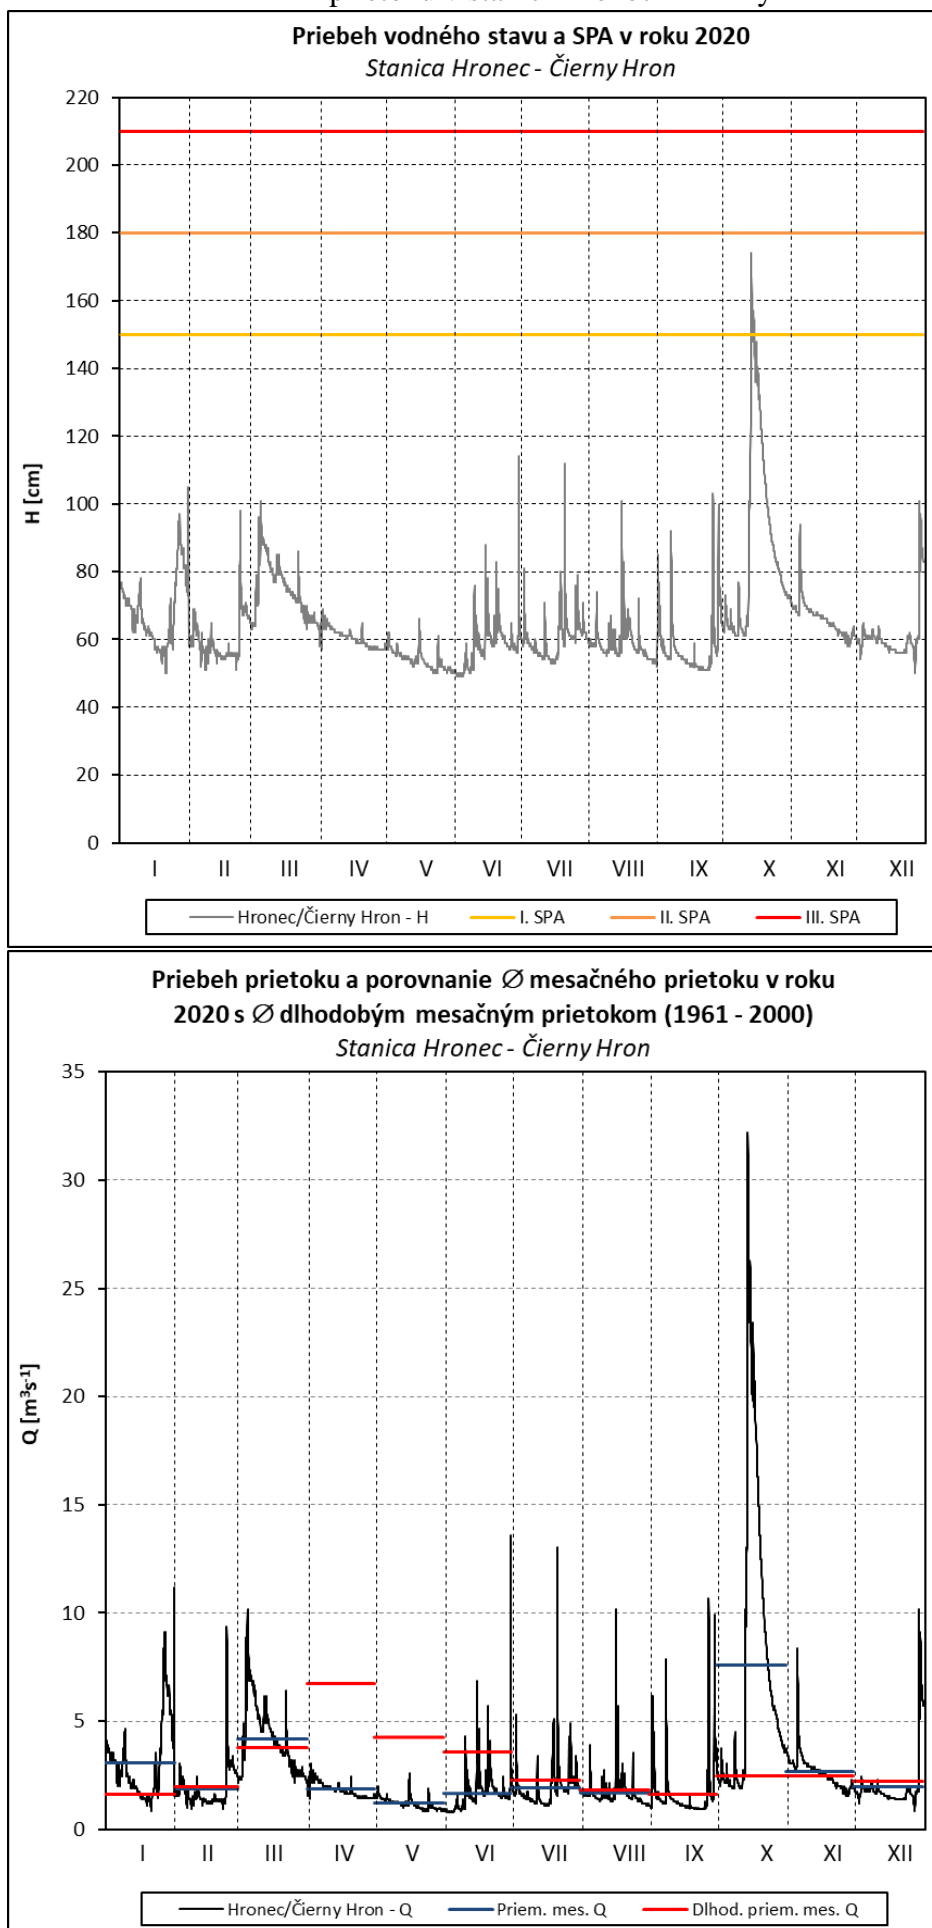 Priebeh vodného stavu a SPA v roku 2020
Stanica Hronec - Čierny Hron
220
200
180
160
140
120
100
80
60
40
20
0
H [cm]
I II III IV V VI VII VIII IX X XI XII
Hronec/Čierny Hron - H I. SPA II. SPA III. SPA
Priebeh prietoku a porovnanie ∅ mesačného prietoku v roku
2020 s ∅ dlhodobým mesačným prietokom (1961 - 2000)
Stanica Hronec - Čierny Hron
35
30
25
20
15
10
5
0
Q [m³s⁻¹]
I II III IV V VI VII VIII IX X XI XII
Hronec/Čierny Hron - Q Priem. mes. Q Dlhod. priem. mes. Q